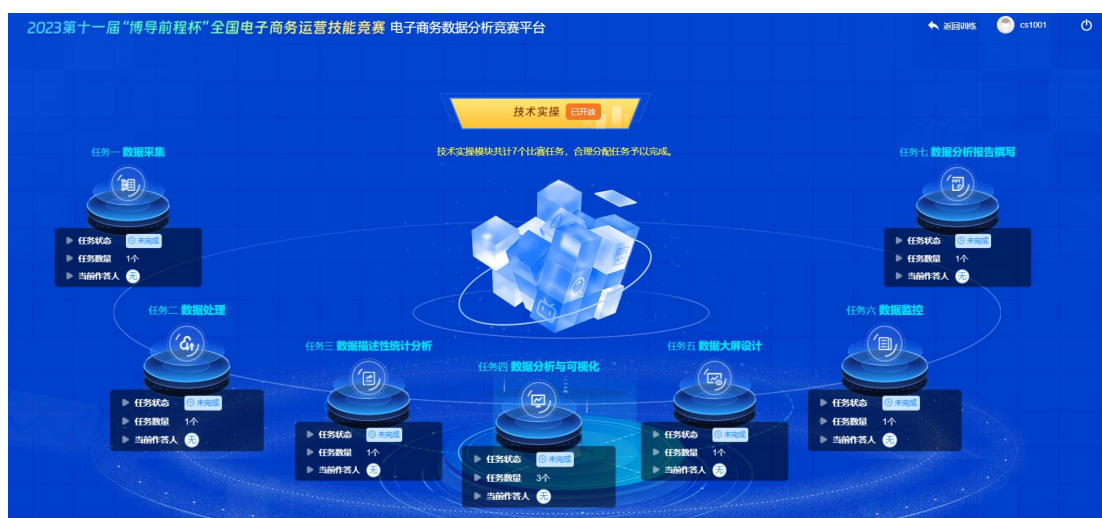 2023第十一届“博导前程杯”全国电子商务运营技能竞赛 电子商务数据分析竞赛平台
返回训练
cs1001
技术实操 已开放
技术实操模块共计7个比赛任务，合理分配任务予以完成。
任务一 数据采集
任务状态 未完成
任务数量 1个
当前作答人 无
任务二 数据处理
任务状态 未完成
任务数量 1个
当前作答人 无
任务三 数据描述性统计分析
任务状态 未完成
任务数量 1个
当前作答人 无
任务四 数据分析与可视化
任务状态 未完成
任务数量 3个
当前作答人 无
任务五 数据大屏设计
任务状态 未完成
任务数量 1个
当前作答人 无
任务六 数据监控
任务状态 未完成
任务数量 1个
当前作答人 无
任务七 数据分析报告撰写
PPT
任务状态 未完成
任务数量 1个
当前作答人 无